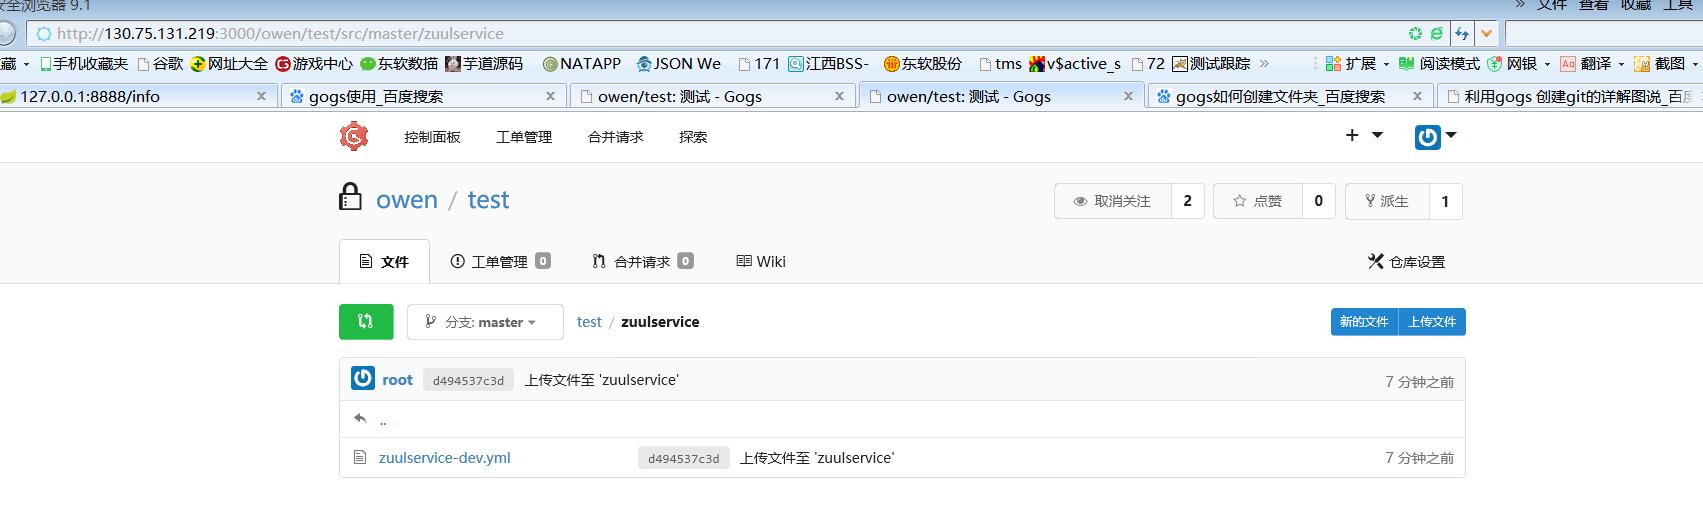 安全浏览器 9.1 » 文件 查看 收藏 工具
http://130.75.131.219:3000/owen/test/src/master/zuulservice
藏 手机收藏夹 谷歌 网址大全 游戏中心 东软数猫 芋道源码 NATAPP JSON We 171 江西BSS- 东软股份 tms v$active_s 72 测试跟踪 » 扩展 阅读模式 网银 翻译 截图
127.0.0.1:8888/info gogs使用_百度搜索 owen/test: 测试 - Gogs owen/test: 测试 - Gogs gogs如何创建文件夹_百度搜索 利用gogs 创建git的详解图说_百度
控制面板 工单管理 合并请求 探索
owen / test 取消关注 2 点赞 0 派生 1
文件 工单管理 0 合并请求 0 Wiki 仓库设置
分支: master test / zuulservice 新的文件 上传文件
root d494537c3d 上传文件至 'zuulservice' 7 分钟之前
..
zuulservice-dev.yml d494537c3d 上传文件至 'zuulservice' 7 分钟之前